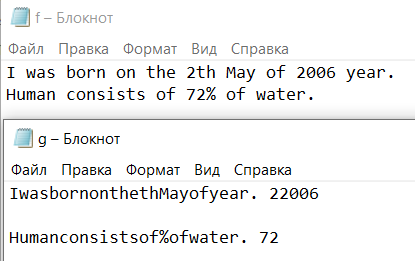 f – Блокнот
Файл Правка Формат Вид Справка
I was born on the 2th May of 2006 year.
Human consists of 72% of water.
g – Блокнот
Файл Правка Формат Вид Справка
IwasbornonthethMayofyear. 22006
Humanconsistsof%ofwater. 72